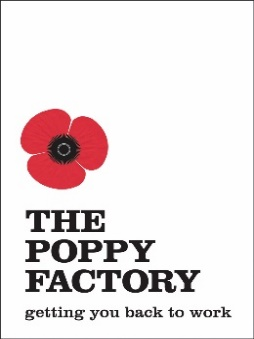 THE
POPPY
FACTORY
getting you back to work